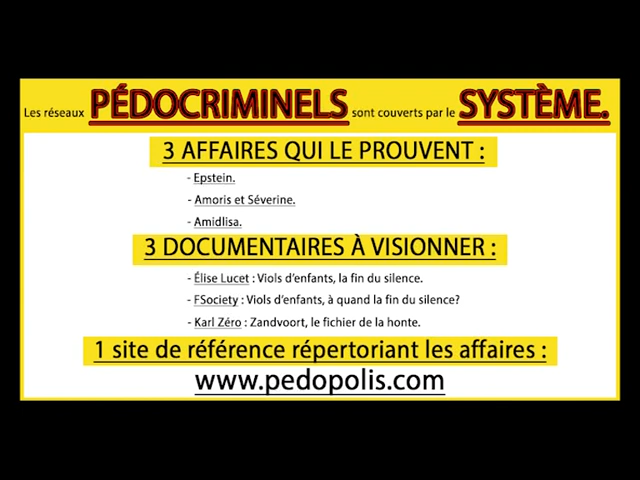 Les réseaux PÉDOCRIMINELS sont couverts par le SYSTÈME.
3 AFFAIRES QUI LE PROUVENT :
- Epstein.
- Amoris et Séverine.
- Amidlisa.
3 DOCUMENTAIRES À VISIONNER :
- Élise Lucet : Viols d'enfants, la fin du silence.
- FSociety : Viols d'enfants, à quand la fin du silence?
- Karl Zéro : Zandvoort, le fichier de la honte.
1 site de référence répertoriant les affaires :
www.pedopolis.com